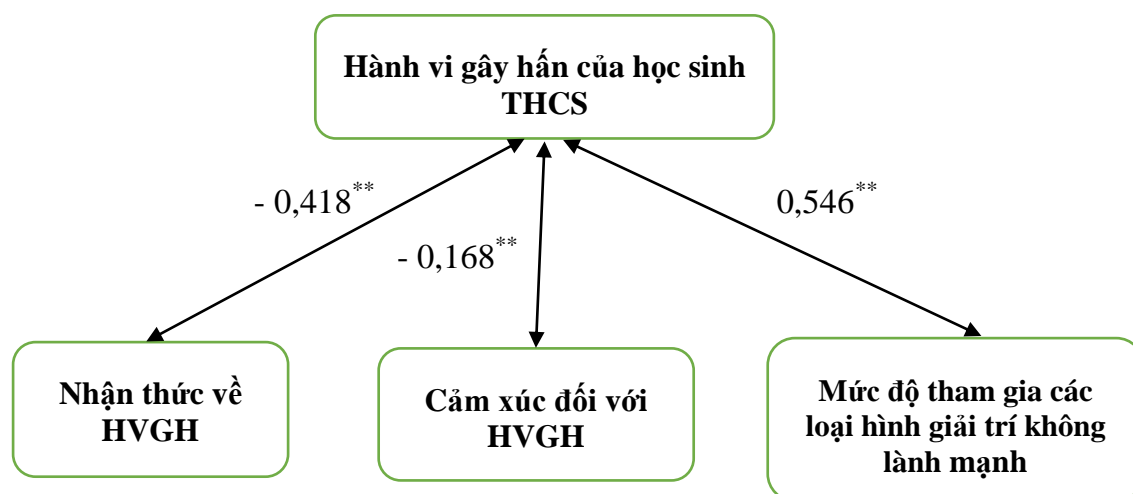 Hành vi gây hấn của học sinh
THCS
- 0,418**
0,546**
- 0,168**
Nhận thức về
HVGH
Cảm xúc đối với
HVGH
Mức độ tham gia các
loại hình giải trí không
lành mạnh